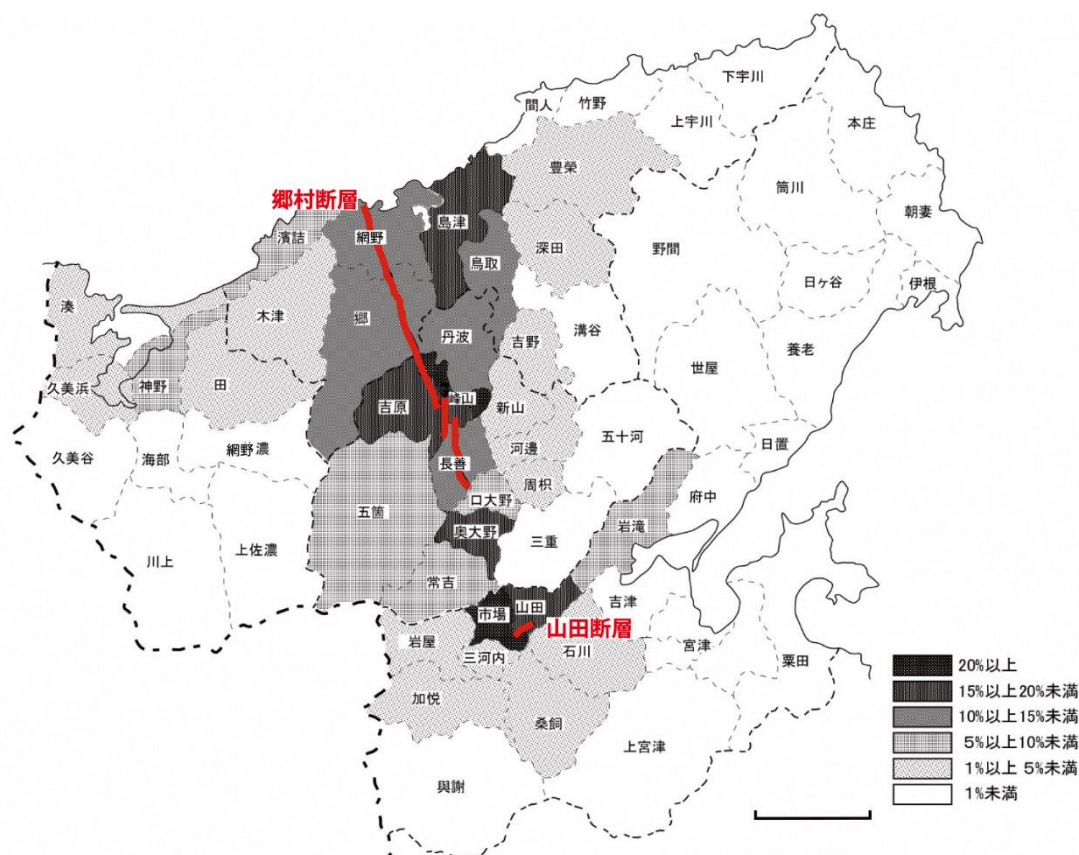 下宇川
間人
竹野
上宇川
本庄
豊榮
筒川
郷村断層
島津
朝妻
濱詰
網野
鳥取
深田
野間
湊
木津
郷
丹波
吉野
溝谷
日ヶ谷
伊根
養老
世屋
久美浜
神野
田
吉原
峰山
新山
河邊
五十河
日置
久美谷
海部
網野濃
長善
周枳
府中
口大野
五箇
奥大野
三重
岩滝
川上
上佐濃
常吉
市場
山田
吉津
山田断層
岩屋
三河内
石川
宮津
粟田
加悦
桑飼
上宮津
與謝
20%以上
15%以上20%未満
10%以上15%未満
5%以上10%未満
1%以上 5%未満
1%未満